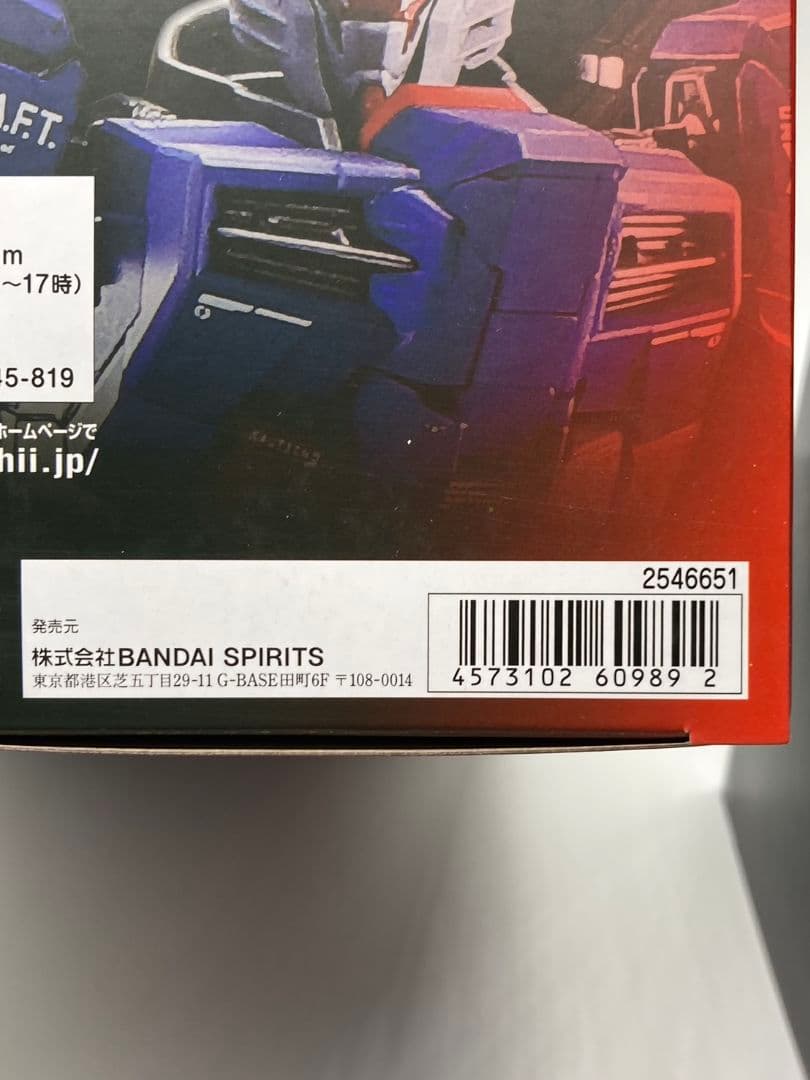 .F.T.
m
～17時)
5-819
ホームページで
hii.jp/
2546651
発売元
株式会社BANDAI SPIRITS
東京都港区芝五丁目29-11 G-BASE田町6F 〒108-0014
4573102 60989 2